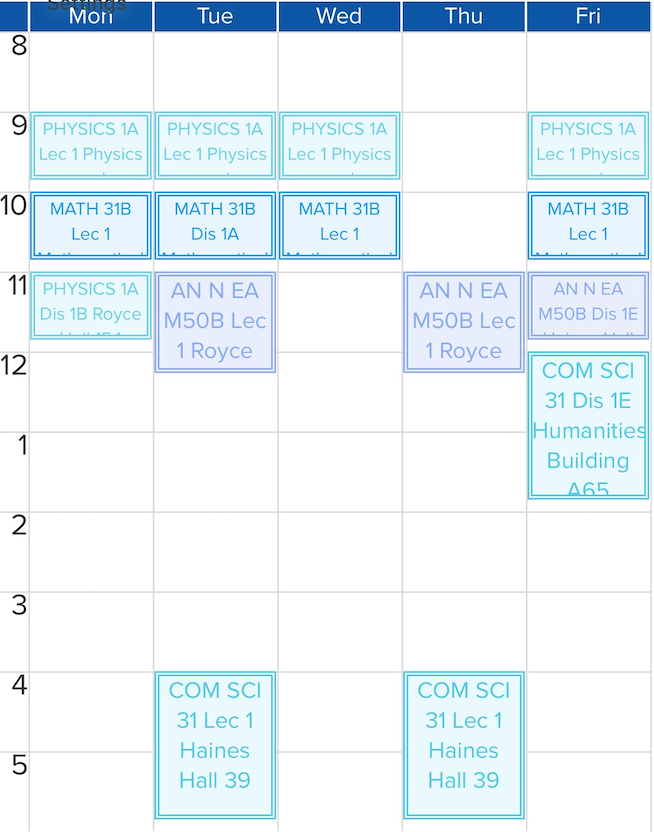 Settings
Mon Tue Wed Thu Fri
8
9
PHYSICS 1A
Lec 1 Physics
PHYSICS 1A
Lec 1 Physics
PHYSICS 1A
Lec 1 Physics
PHYSICS 1A
Lec 1 Physics
10
MATH 31B
Lec 1
MATH 31B
Dis 1A
MATH 31B
Lec 1
MATH 31B
Lec 1
11
PHYSICS 1A
Dis 1B Royce
AN N EA
M50B Lec
1 Royce
AN N EA
M50B Lec
1 Royce
AN N EA
M50B Dis 1E
12
COM SCI
31 Dis 1E
Humanities
Building
A65
1
2
3
4
COM SCI
31 Lec 1
Haines
Hall 39
COM SCI
31 Lec 1
Haines
Hall 39
5